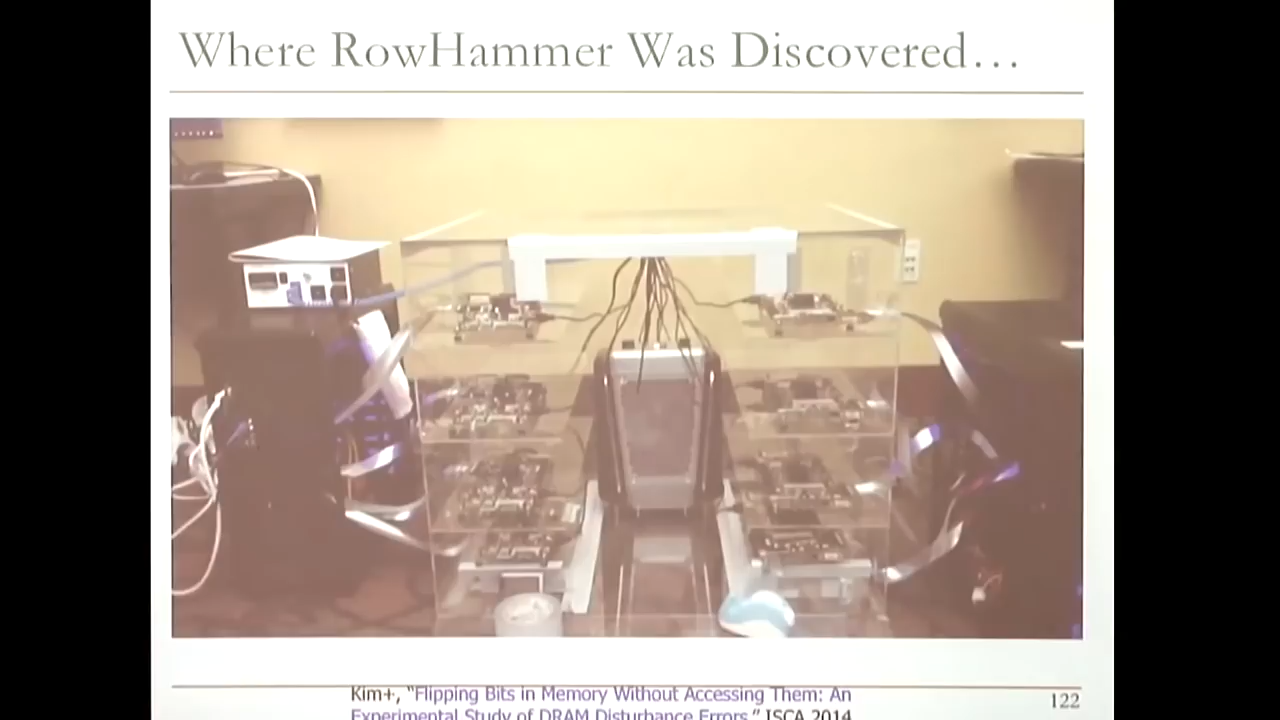 Where RowHammer Was Discovered…
Kim+, “Flipping Bits in Memory Without Accessing Them: An
Experimental Study of DRAM Disturbance Errors,” ISCA 2014
122